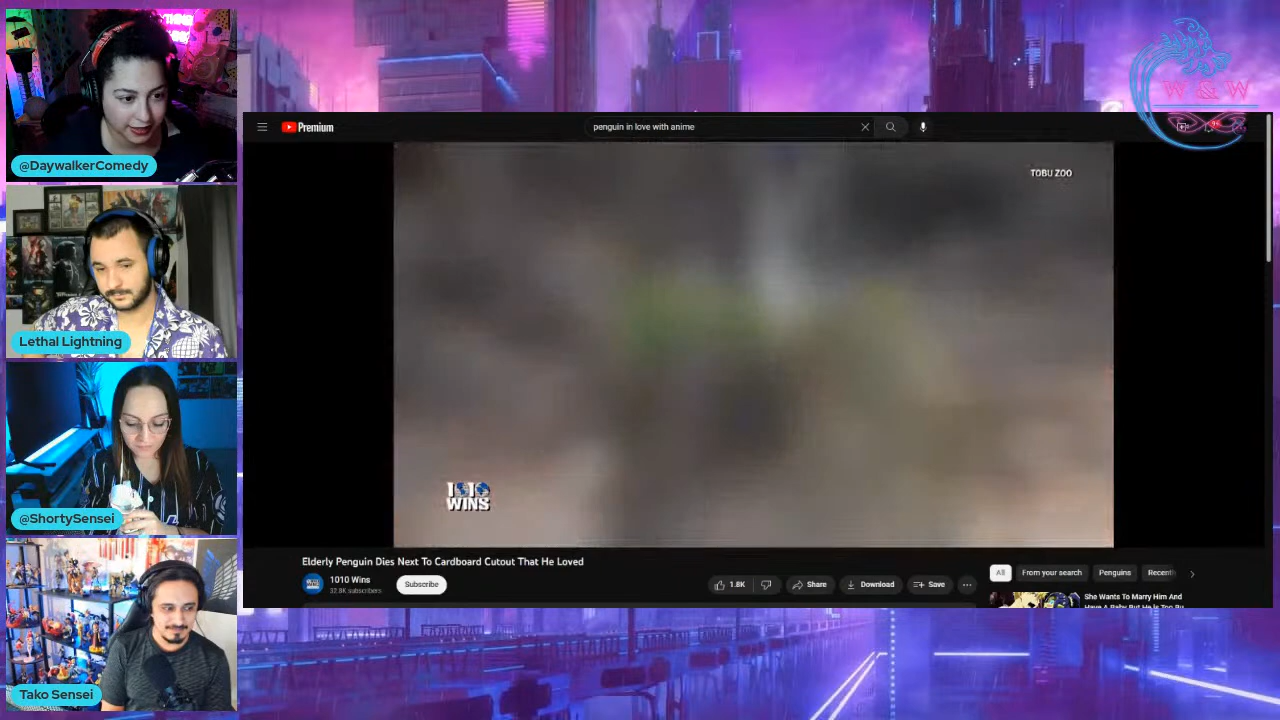 @DaywalkerComedy
Lethal Lightning
@ShortySensei
Tako Sensei
W & W
Premium
penguin in love with anime
TOBU ZOO
1010
WINS
Elderly Penguin Dies Next To Cardboard Cutout That He Loved
1010 Wins
32.8K subscribers
Subscribe
1.8K
Share
Download
Save
All
From your search
Penguins
Recent
She Wants To Marry Him And
Have A Baby But He Is Too Bu